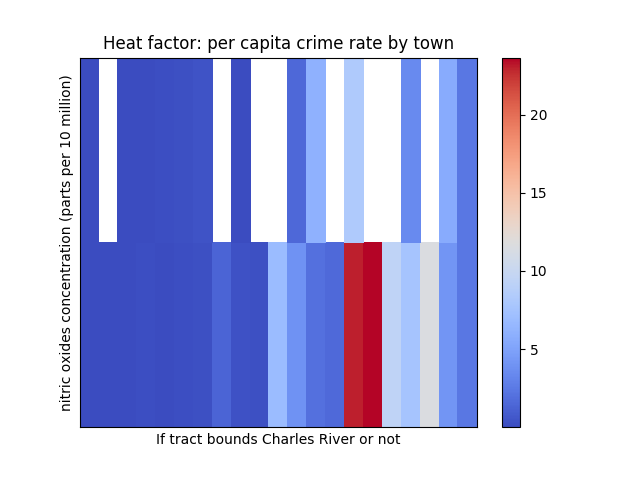 Heat factor: per capita crime rate by town
nitric oxides concentration (parts per 10 million)
If tract bounds Charles River or not
20
15
10
5